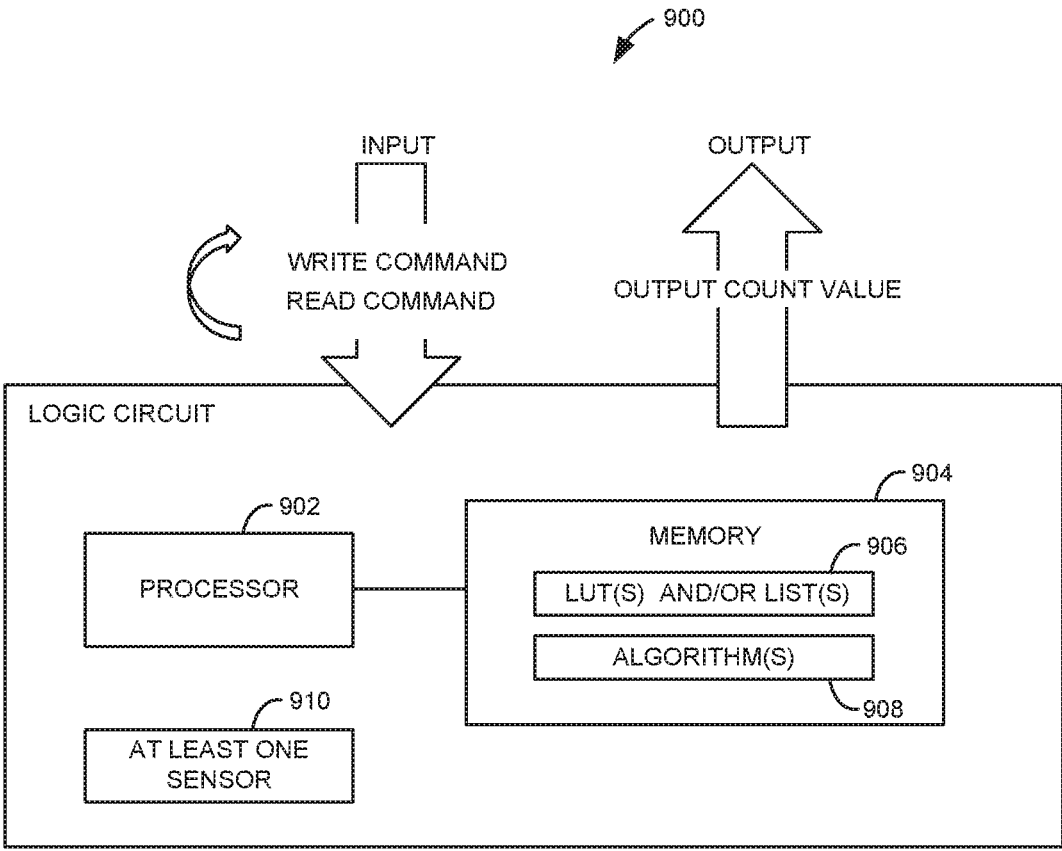 900
INPUT
OUTPUT
WRITE COMMAND
READ COMMAND
OUTPUT COUNT VALUE
LOGIC CIRCUIT
902
PROCESSOR
904
MEMORY
906
LUT(S) AND/OR LIST(S)
ALGORITHM(S)
908
910
AT LEAST ONE
SENSOR